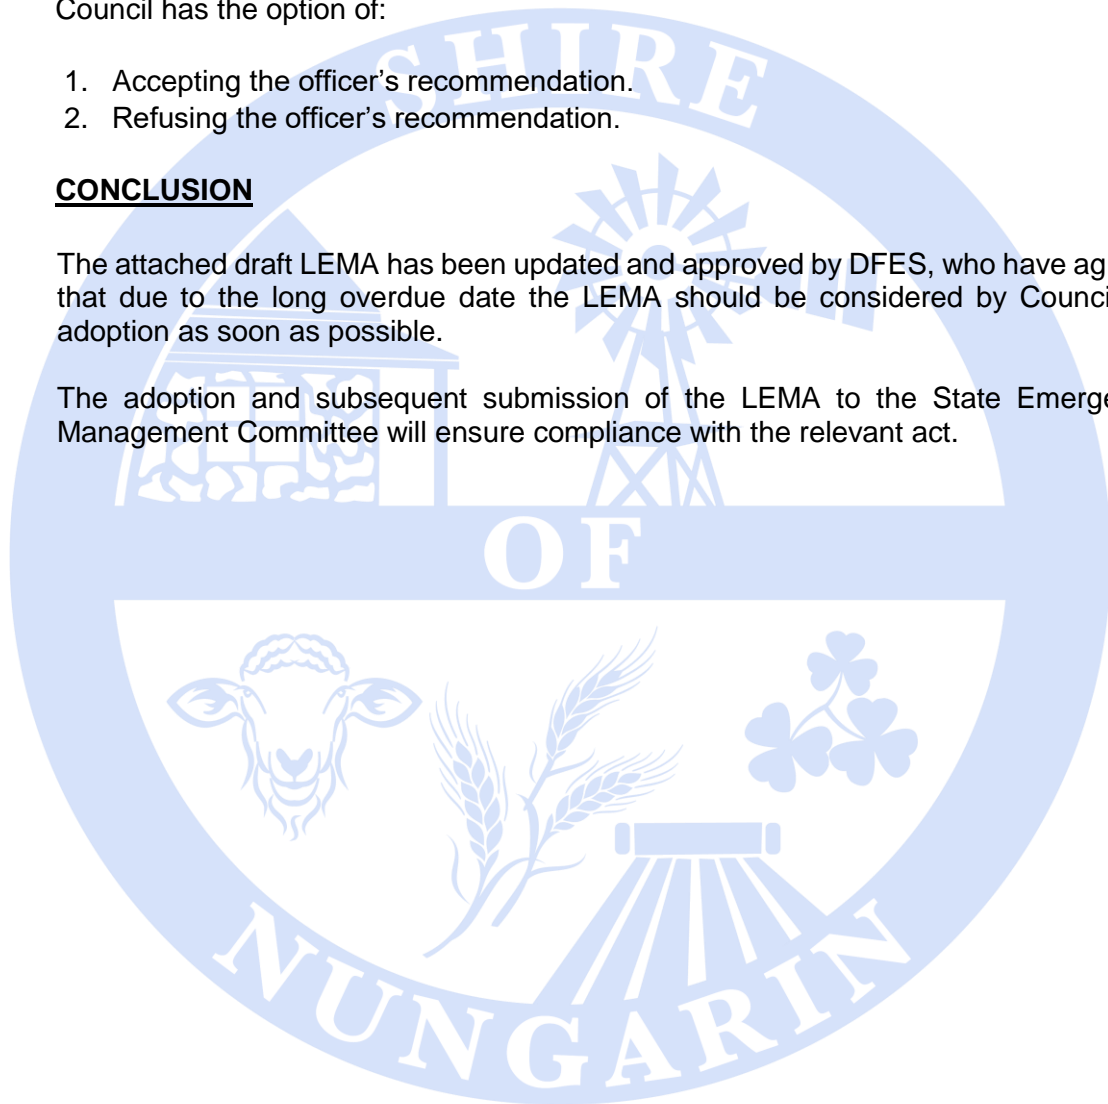 Council has the option of:
1. Accepting the officer’s recommendation.
2. Refusing the officer’s recommendation.
CONCLUSION
The attached draft LEMA has been updated and approved by DFES, who have ag
that due to the long overdue date the LEMA should be considered by Counci
adoption as soon as possible.
The adoption and subsequent submission of the LEMA to the State Emerge
Management Committee will ensure compliance with the relevant act.
SHIRE
OF
NUNGARIN